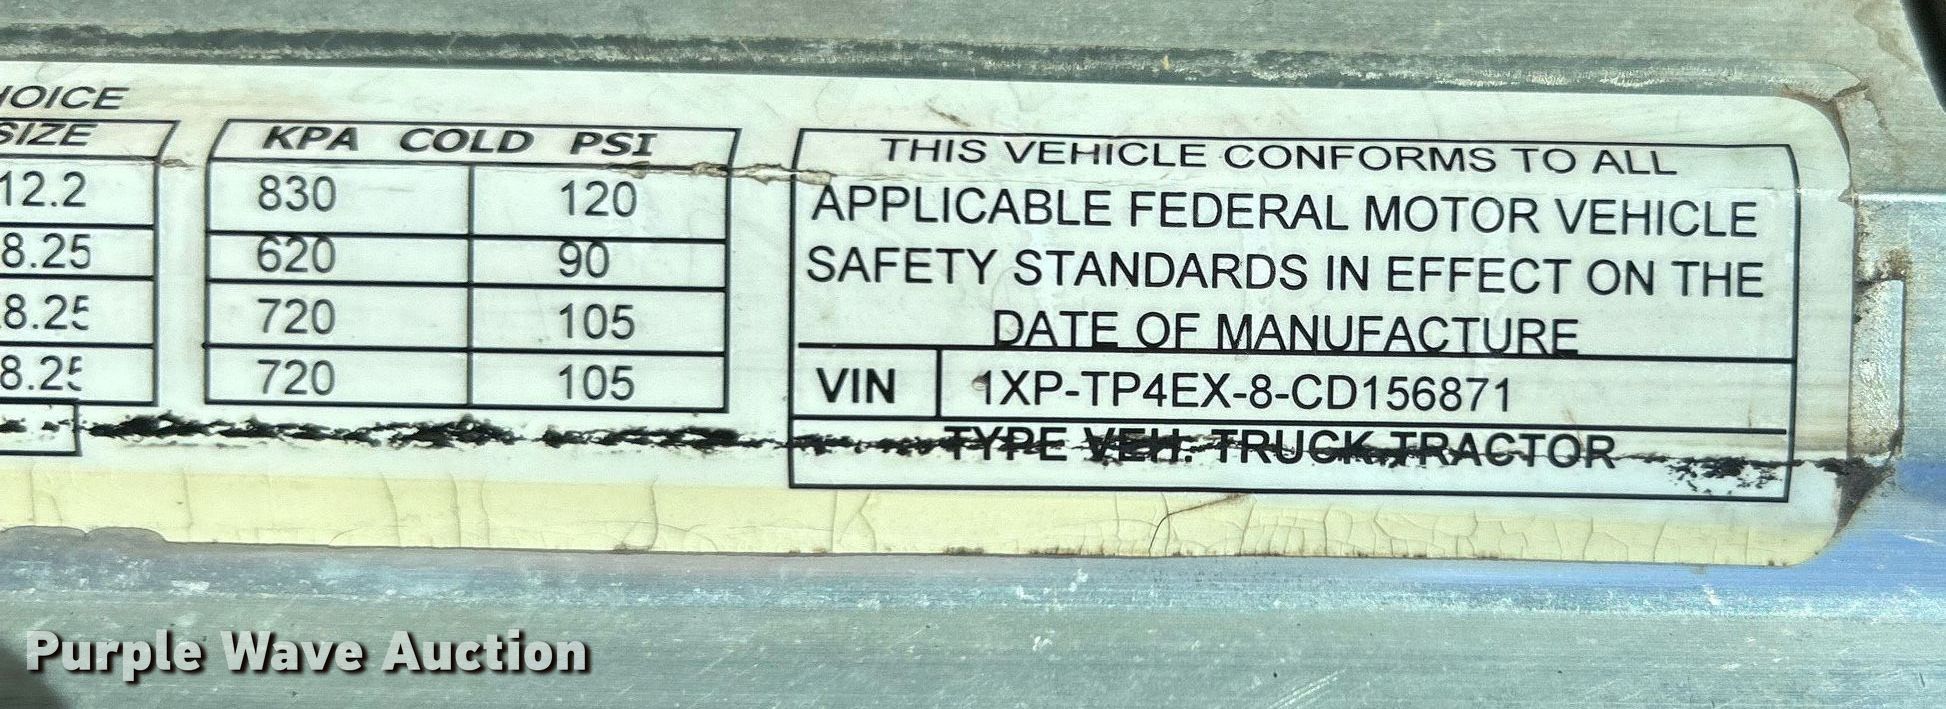 HOICE
SIZE
12.2
8.25
8.25
8.25
KPA COLD PSI
830 120
620 90
720 105
720 105
THIS VEHICLE CONFORMS TO ALL
APPLICABLE FEDERAL MOTOR VEHICLE
SAFETY STANDARDS IN EFFECT ON THE
DATE OF MANUFACTURE
VIN 1XP-TP4EX-8-CD156871
TYPE VEH: TRUCK TRACTOR
Purple Wave Auction